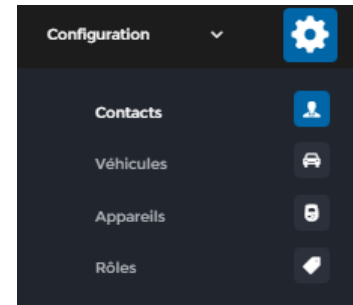 Configuration
Contacts
Véhicules
Appareils
Rôles